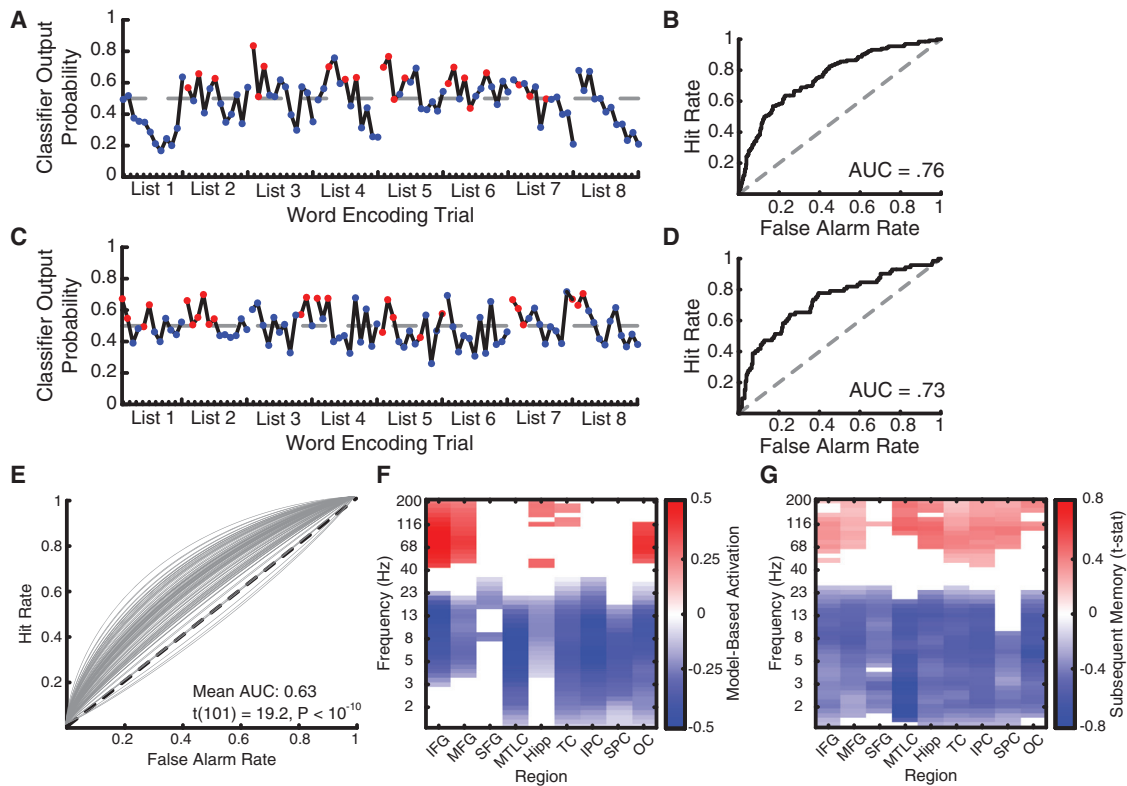 A
Classifier Output
Probability
1
0.8
0.6
0.4
0.2
0
List 1 List 2 List 3 List 4 List 5 List 6 List 7 List 8
Word Encoding Trial
B
Hit Rate
1
0.8
0.6
0.4
0.2
AUC = .76
0.2 0.4 0.6 0.8 1
False Alarm Rate
C
Classifier Output
Probability
1
0.8
0.6
0.4
0.2
0
List 1 List 2 List 3 List 4 List 5 List 6 List 7 List 8
Word Encoding Trial
D
Hit Rate
1
0.8
0.6
0.4
0.2
AUC = .73
0.2 0.4 0.6 0.8 1
False Alarm Rate
E
Hit Rate
1
0.8
0.6
0.4
0.2
Mean AUC: 0.63
t(101) = 19.2, P < 10-10
0.2 0.4 0.6 0.8 1
False Alarm Rate
F
Frequency (Hz)
200
116
68
40
23
13
8
5
3
2
IFG MFG SFG MTLC Hipp TC IPC SPC OC
Region
0.5
0.25
0
-0.25
-0.5
Model-Based Activation
G
Frequency (Hz)
200
116
68
40
23
13
8
5
3
2
IFG MFG SFG MTLC Hipp TC IPC SPC OC
Region
0.8
0.4
0
-0.4
-0.8
Subsequent Memory (t-stat)